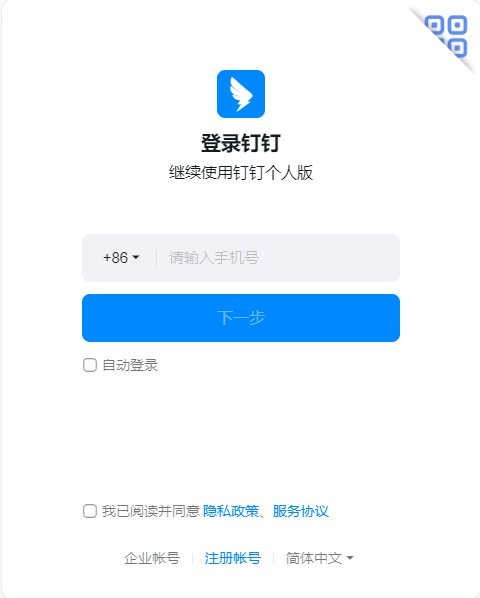 登录钉钉
继续使用钉钉个人版
+86 请输入手机号
下一步
自动登录
我已阅读并同意 隐私政策、服务协议
企业帐号 注册帐号 简体中文